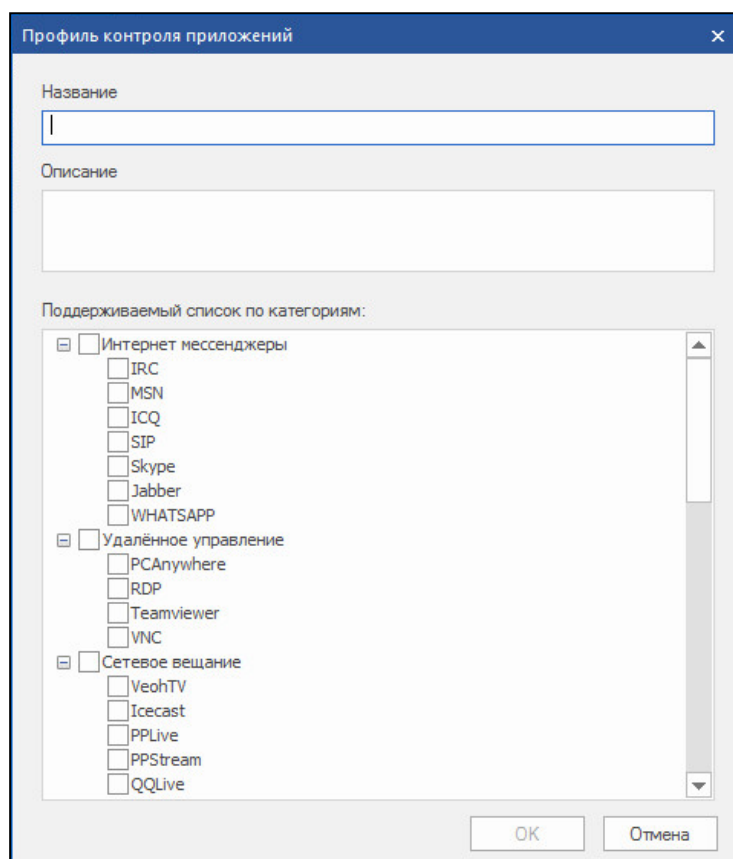 Профиль контроля приложений
Название
Описание
Поддерживаемый список по категориям:
Интернет мессенджеры
IRC
MSN
ICQ
SIP
Skype
Jabber
WHATSAPP
Удалённое управление
PCAnywhere
RDP
Teamviewer
VNC
Сетевое вещание
VeohTV
Icecast
PPLive
PPStream
QQLive
OK Отмена